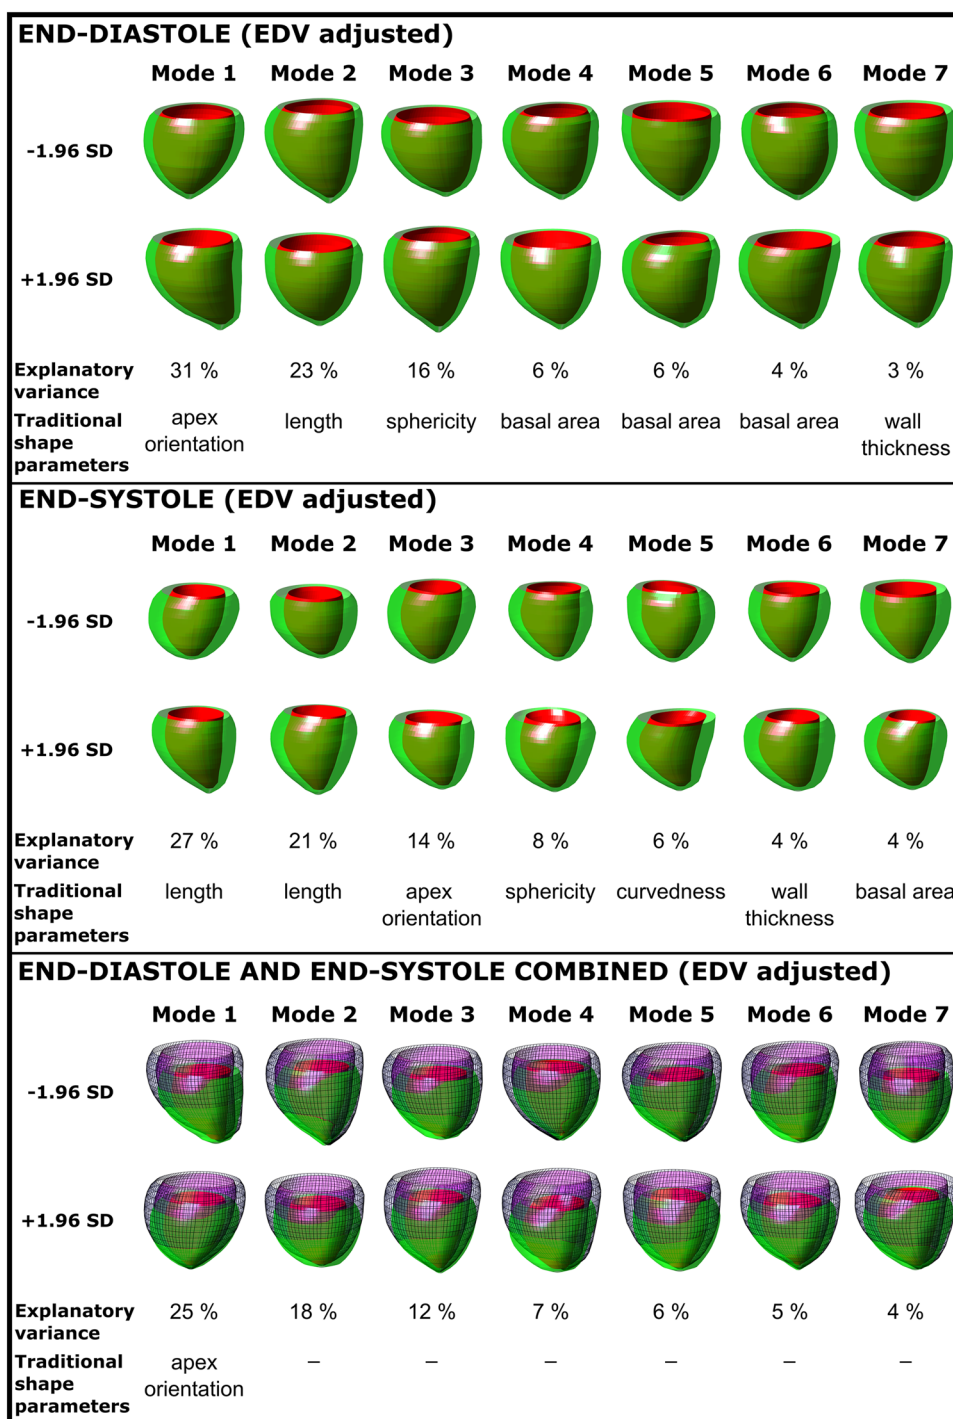 END-DIASTOLE (EDV adjusted)
Mode 1 Mode 2 Mode 3 Mode 4 Mode 5 Mode 6 Mode 7
-1.96 SD
+1.96 SD
Explanatory variance 31 % 23 % 16 % 6 % 6 % 4 % 3 %
Traditional shape parameters apex orientation length sphericity basal area basal area basal area wall thickness
END-SYSTOLE (EDV adjusted)
Mode 1 Mode 2 Mode 3 Mode 4 Mode 5 Mode 6 Mode 7
-1.96 SD
+1.96 SD
Explanatory variance 27 % 21 % 14 % 8 % 6 % 4 % 4 %
Traditional shape parameters length length apex orientation sphericity curvedness wall thickness basal area
END-DIASTOLE AND END-SYSTOLE COMBINED (EDV adjusted)
Mode 1 Mode 2 Mode 3 Mode 4 Mode 5 Mode 6 Mode 7
-1.96 SD
+1.96 SD
Explanatory variance 25 % 18 % 12 % 7 % 6 % 5 % 4 %
Traditional shape parameters apex orientation – – – – – –